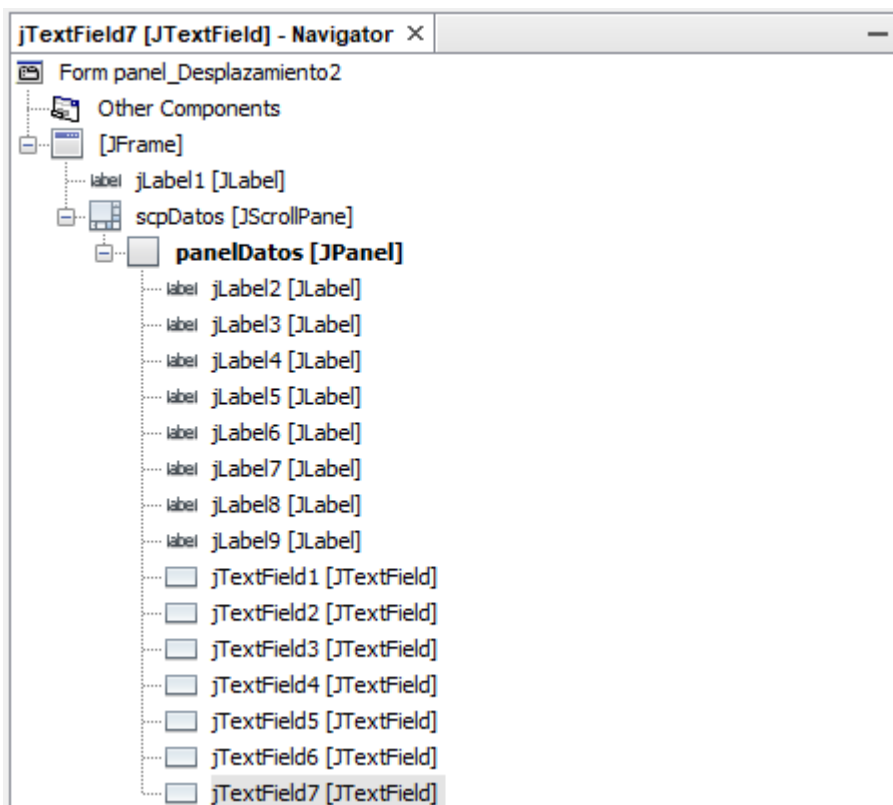 jTextField7 [JTextField] - Navigator ×
Form panel_Desplazamiento2
Other Components
[JFrame]
label jLabel1 [JLabel]
scpDatos [JScrollPane]
panelDatos [JPanel]
label jLabel2 [JLabel]
label jLabel3 [JLabel]
label jLabel4 [JLabel]
label jLabel5 [JLabel]
label jLabel6 [JLabel]
label jLabel7 [JLabel]
label jLabel8 [JLabel]
label jLabel9 [JLabel]
jTextField1 [JTextField]
jTextField2 [JTextField]
jTextField3 [JTextField]
jTextField4 [JTextField]
jTextField5 [JTextField]
jTextField6 [JTextField]
jTextField7 [JTextField]